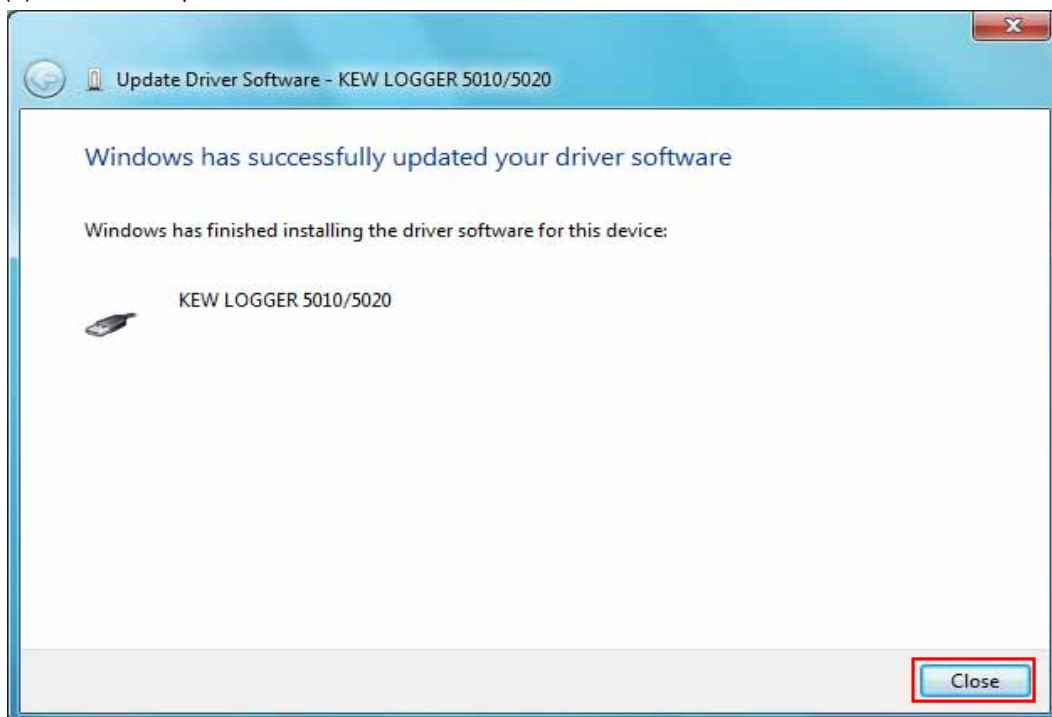 Update Driver Software - KEW LOGGER 5010/5020
Windows has successfully updated your driver software
Windows has finished installing the driver software for this device:
KEW LOGGER 5010/5020
Close